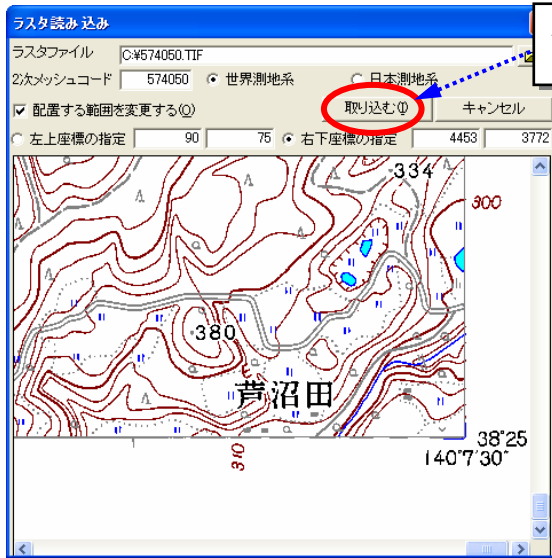 ラスタ読み込み
ラスタファイル C:¥574050.TIF
2次メッシュコード 574050 世界測地系 日本測地系
配置する範囲を変更する(O) 取り込む(I) キャンセル
左上座標の指定 90 75 右下座標の指定 4453 3772
334
300
380
芦沼田
38°25
310
140°7′30″